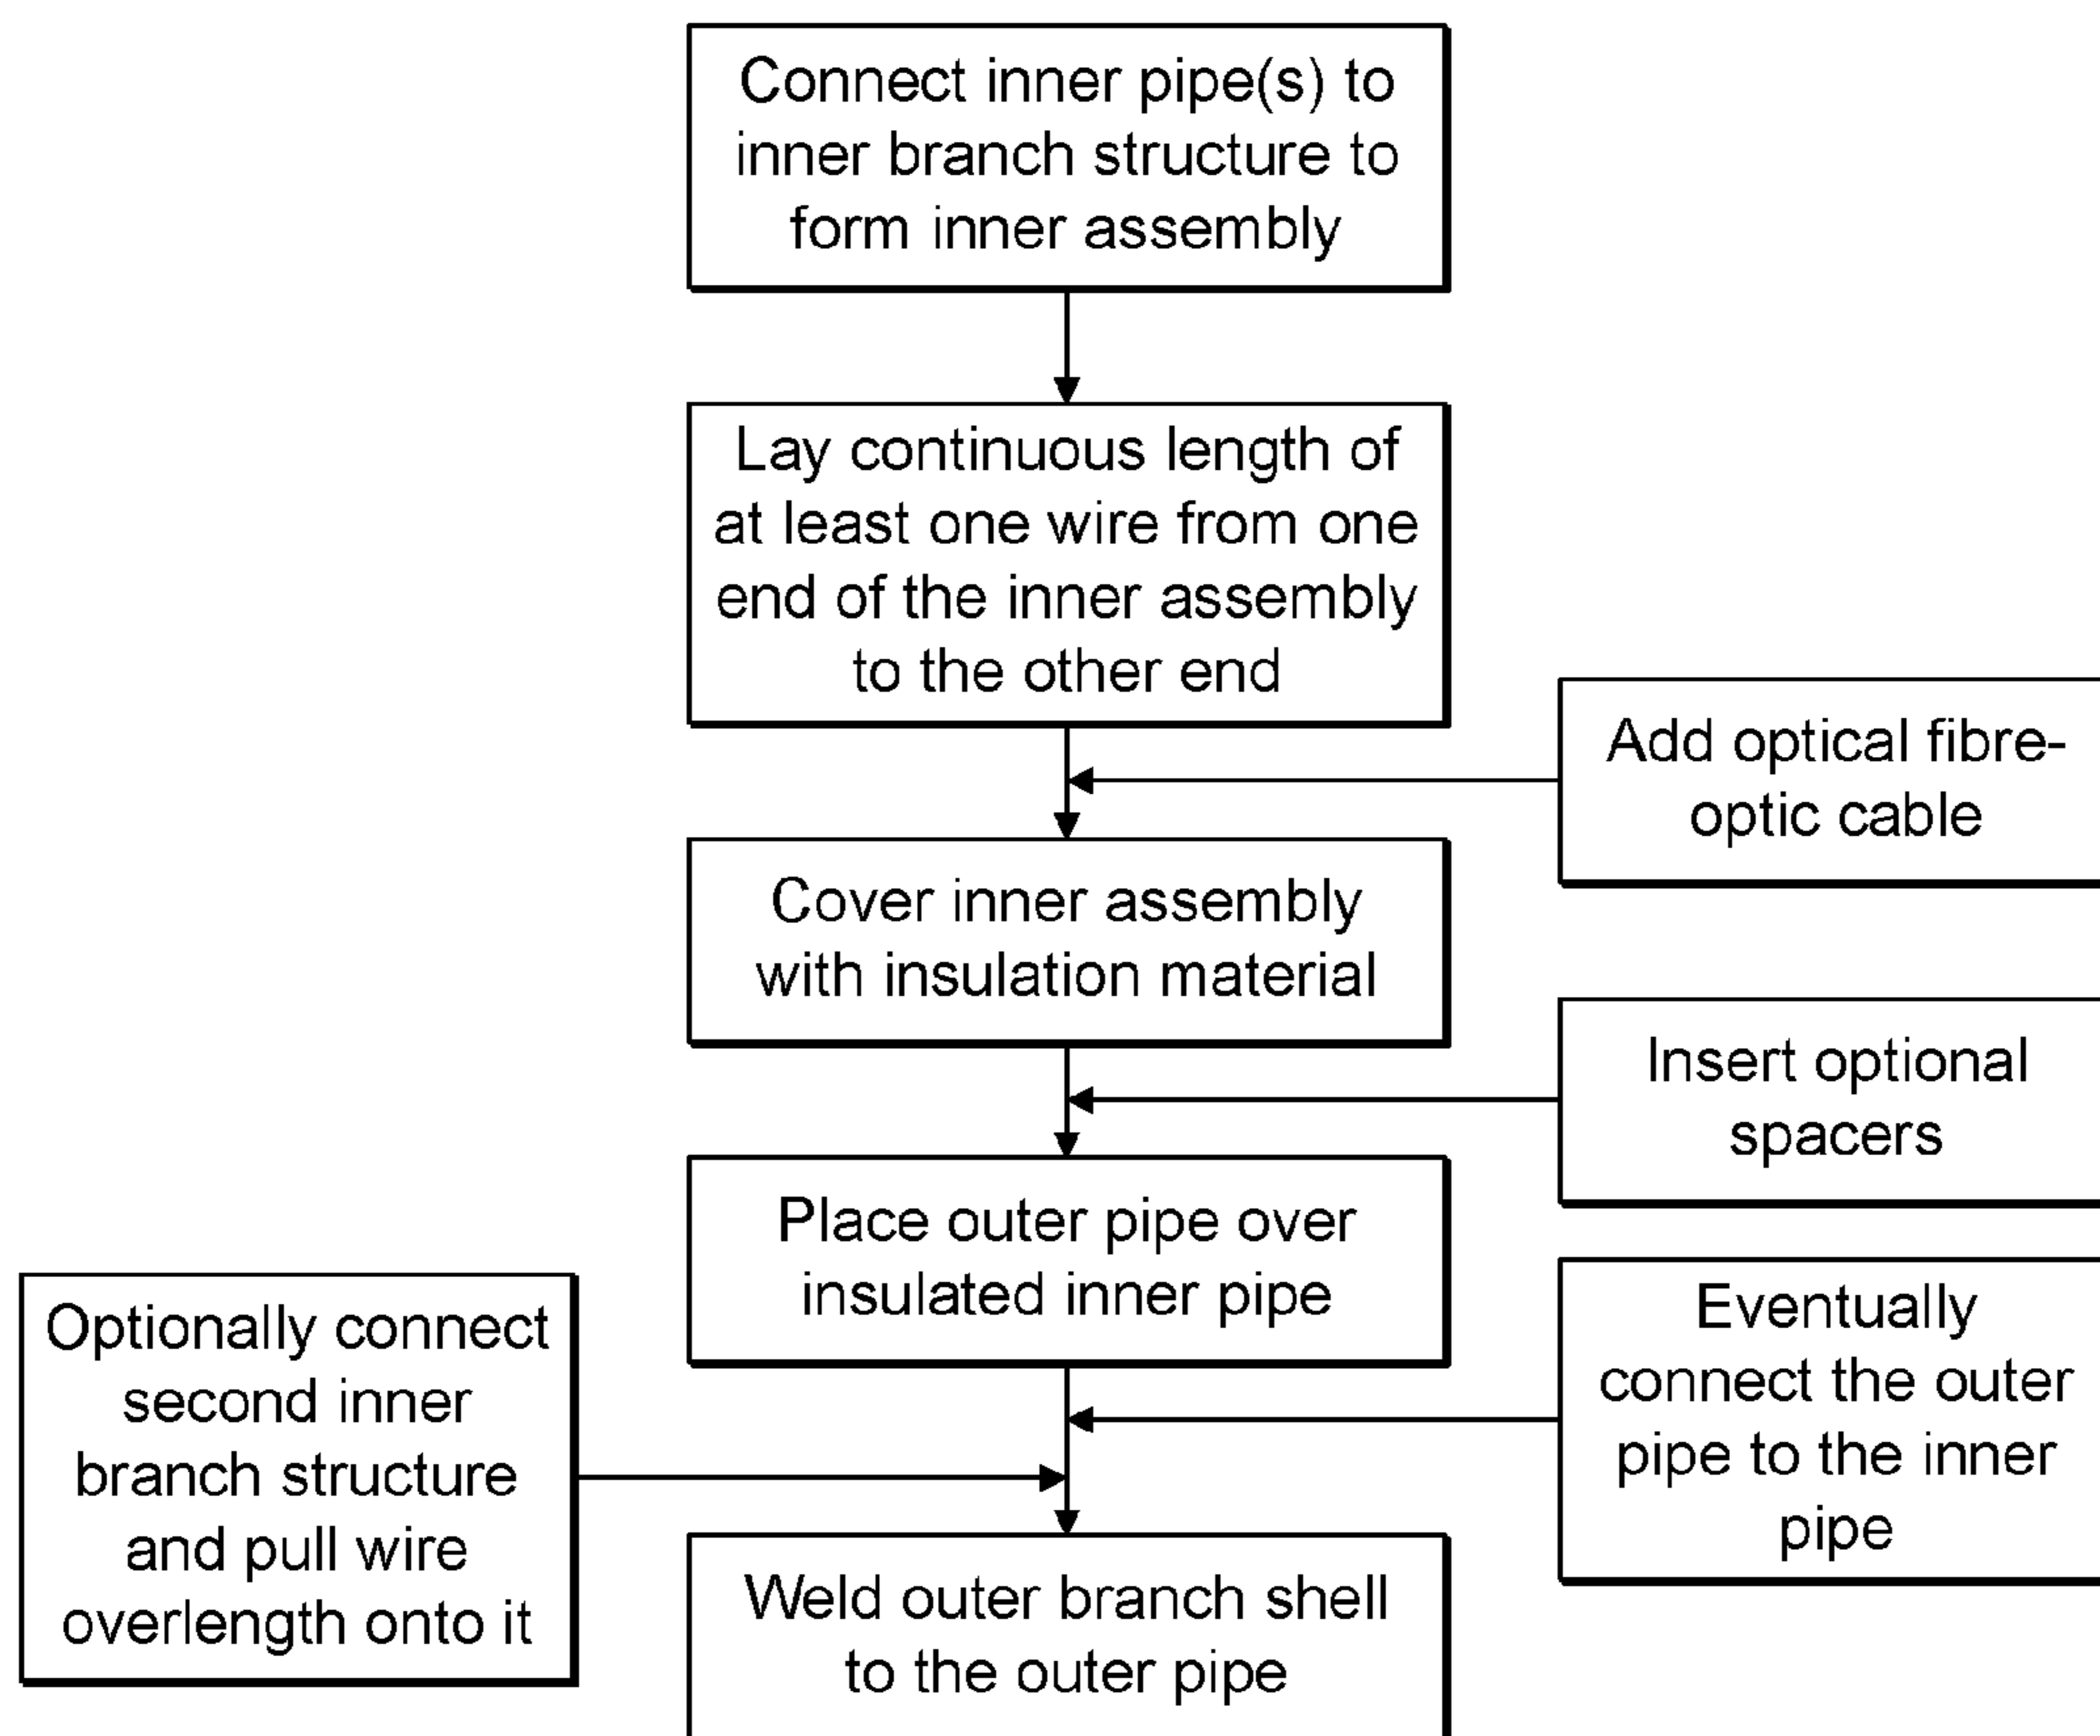 Connect inner pipe(s) to
inner branch structure to
form inner assembly
Lay continuous length of
at least one wire from one
end of the inner assembly
to the other end
Add optical fibre-
optic cable
Cover inner assembly
with insulation material
Insert optional
spacers
Place outer pipe over
insulated inner pipe
Eventually
connect the outer
pipe to the inner
pipe
Optionally connect
second inner
branch structure
and pull wire
overlength onto it
Weld outer branch shell
to the outer pipe